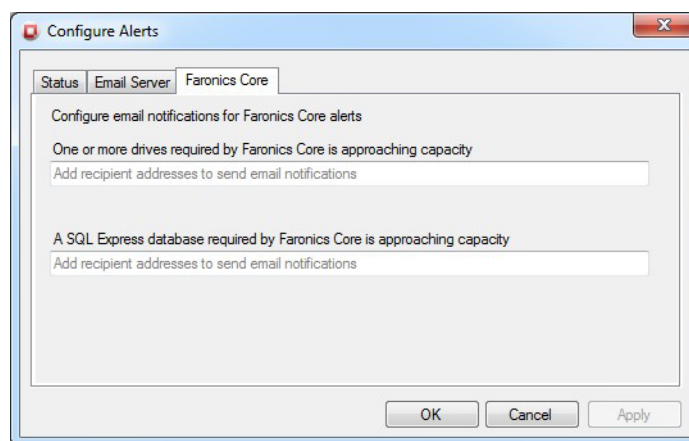 Configure Alerts
Status Email Server Faronics Core
Configure email notifications for Faronics Core alerts
One or more drives required by Faronics Core is approaching capacity
Add recipient addresses to send email notifications
A SQL Express database required by Faronics Core is approaching capacity
Add recipient addresses to send email notifications
OK Cancel Apply